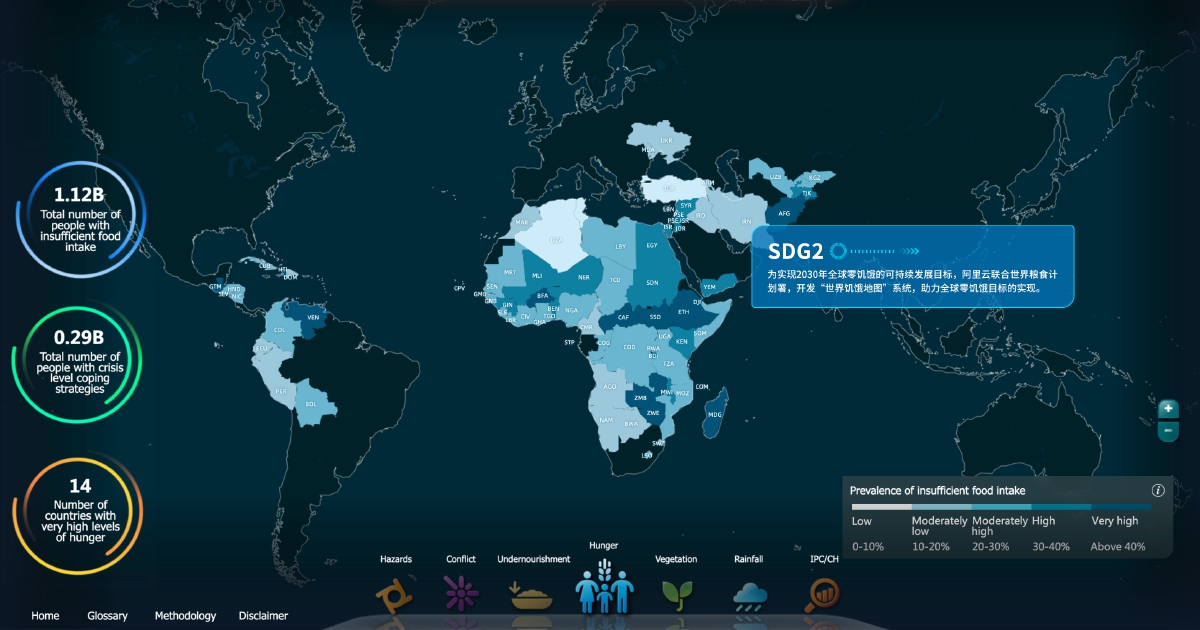 1.12B
Total number of
people with
insufficient food
intake
0.29B
Total number of
people with crisis
level coping
strategies
14
Number of
countries with
very high levels
of hunger
UKR
MDA
UZB
KGZ
TJK
AFG
SYR
LBN
PSE
IRQ
IRN
JOR
MAR
DZA
LBY
EGY
MRT
MLI
NER
TCD
SDN
YEM
CPV
SEN
GMB
GNB
GIN
BFA
BEN
TGO
NGA
CIV
GHA
LBR
CMR
CAF
SSD
ETH
DJI
SOM
STP
COG
COD
UGA
KEN
RWA
BDI
TZA
AGO
ZMB
MWI
MOZ
COM
MDG
ZWE
NAM
BWA
SWZ
LSO
CUB
HTI
DOM
GTM
SLV
HND
NIC
VEN
COL
ECU
PER
BOL
SDG2
为实现2030年全球零饥饿的可持续发展目标，阿里云联合世界粮食计
划署，开发“世界饥饿地图”系统，助力全球零饥饿目标的实现。
+
−
Prevalence of insufficient food intake
i
Low Moderately low Moderately high High Very high
0-10% 10-20% 20-30% 30-40% Above 40%
Hazards Conflict Undernourishment Hunger Vegetation Rainfall IPC/CH
Home Glossary Methodology Disclaimer